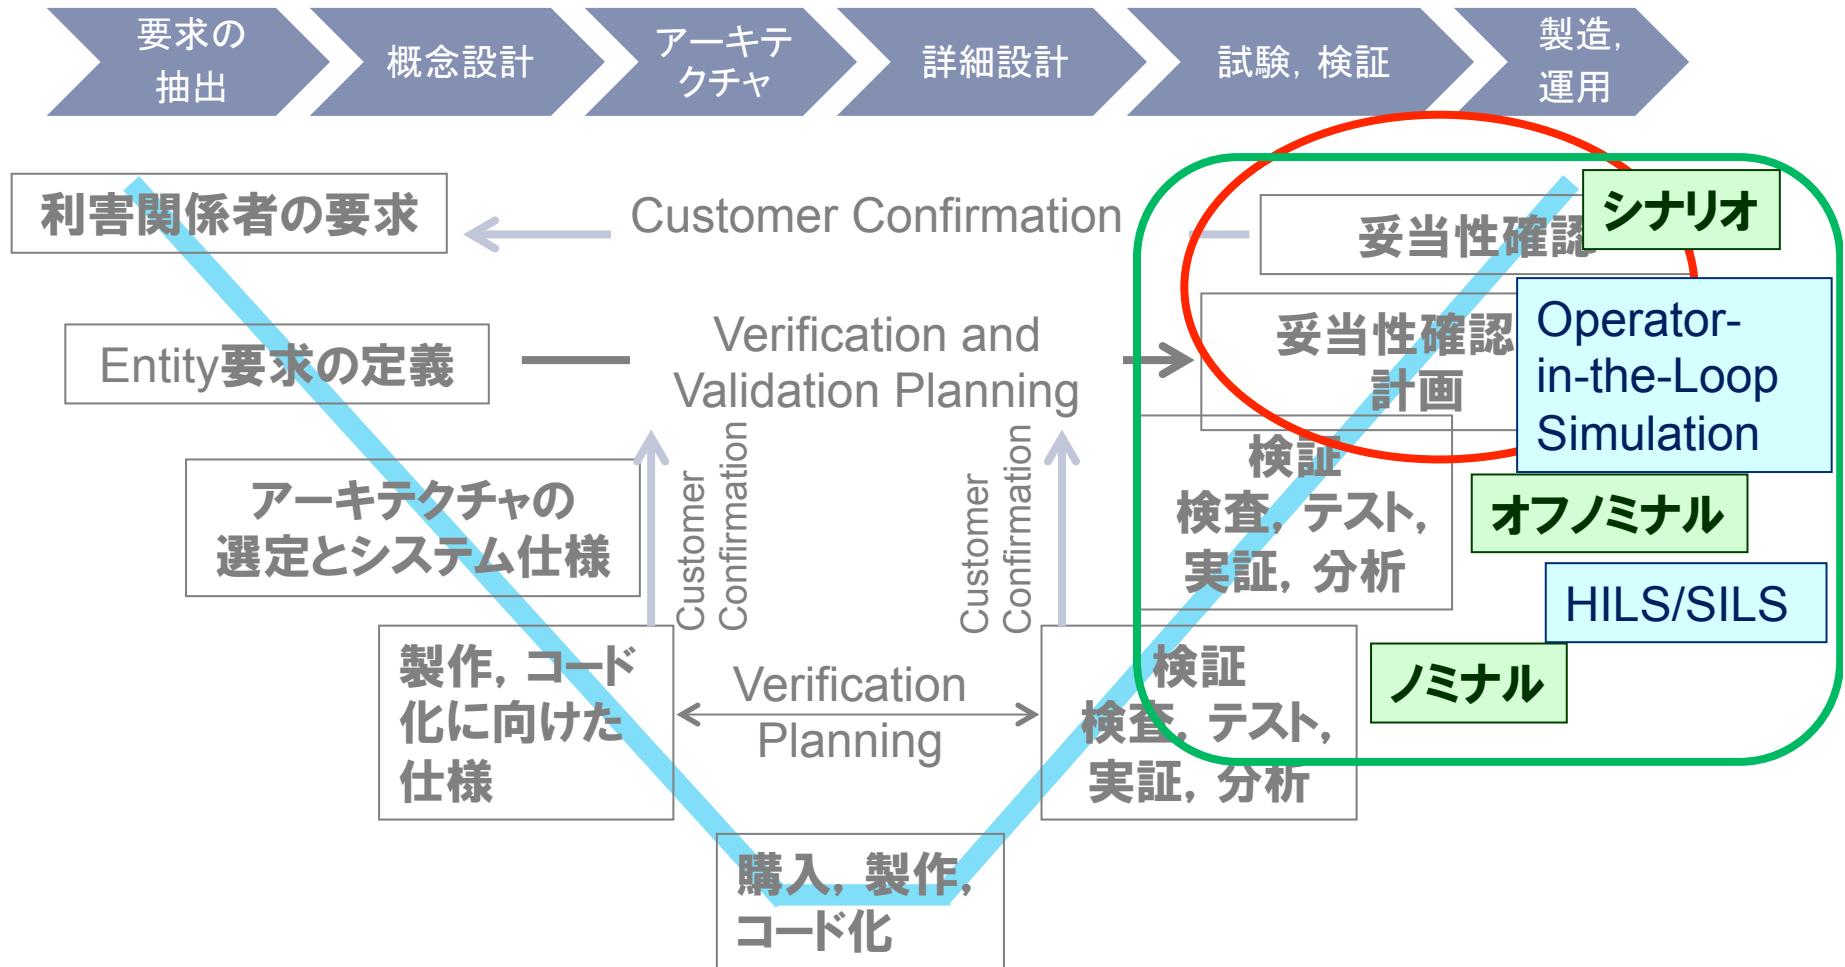 要求の
抽出
概念設計
アーキテ
クチャ
詳細設計
試験, 検証
製造,
運用
利害関係者の要求
Customer Confirmation
妥当性確認
シナリオ
Entity要求の定義
Verification and
Validation Planning
妥当性確認
計画
Operator-
in-the-Loop
Simulation
アーキテクチャの
選定とシステム仕様
Customer
Confirmation
Customer
Confirmation
検証
検査, テスト,
実証, 分析
オフノミナル
HILS/SILS
製作, コード
化に向けた
仕様
Verification
Planning
検証
検査, テスト,
実証, 分析
ノミナル
購入, 製作,
コード化